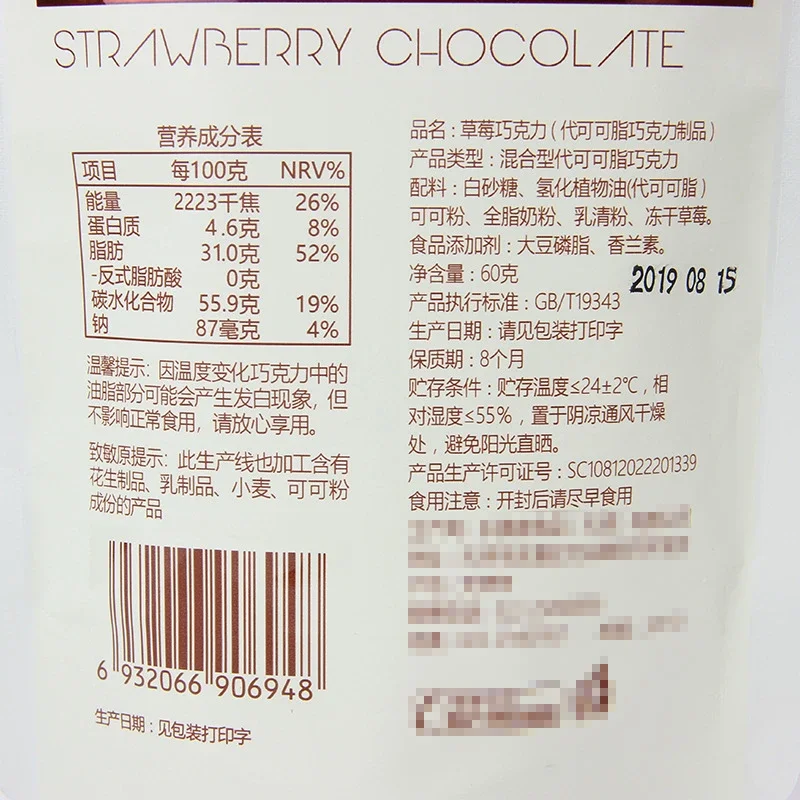 STRAWBERRY CHOCOLATE
营养成分表
项目 每100克 NRV%
能量 2223千焦 26%
蛋白质 4.6克 8%
脂肪 31.0克 52%
-反式脂肪酸 0克
碳水化合物 55.9克 19%
钠 87毫克 4%
温馨提示: 因温度变化巧克力中的
油脂部分可能会产生发白现象, 但
不影响正常食用, 请放心享用。
致敏原提示: 此生产线也加工含有
花生制品、乳制品、小麦、可可粉
成份的产品
6 932066 906948
生产日期: 见包装打印字
品名: 草莓巧克力 (代可可脂巧克力制品)
产品类型: 混合型代可可脂巧克力
配料: 白砂糖、氢化植物油(代可可脂)
可可粉、全脂奶粉、乳清粉、冻干草莓。
食品添加剂: 大豆磷脂、香兰素。
净含量: 60克
2019 08 15
产品执行标准: GB/T19343
生产日期: 请见包装打印字
保质期: 8个月
贮存条件: 贮存温度≤24±2℃, 相
对湿度≤55%, 置于阴凉通风干燥
处, 避免阳光直晒。
产品生产许可证号: SC10812022201339
食用注意: 开封后请尽早食用